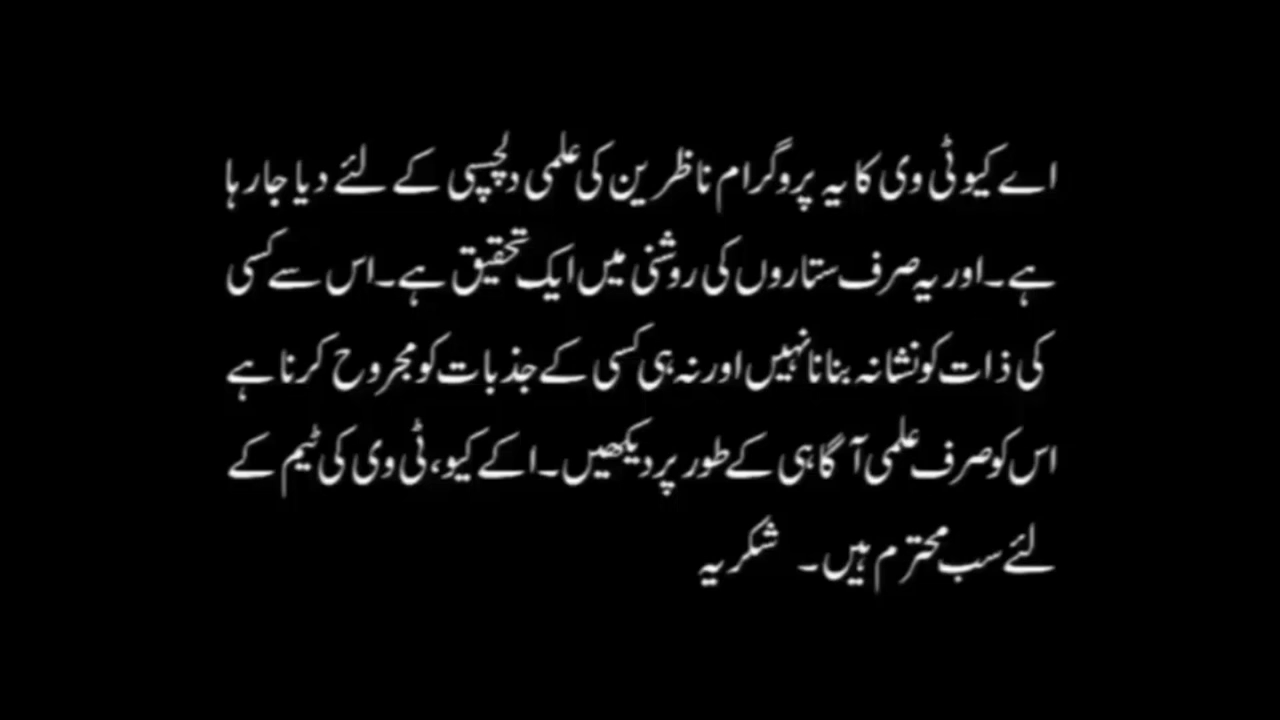 اے کیو ٹی وی کا یہ پروگرام ناظرین کی علمی دلچسپی کے لئے دیا جارہا
ہے۔اور یہ صرف ستاروں کی روشنی میں ایک تحقیق ہے۔اس سے کسی
کی ذات کو نشانہ بنانا نہیں اور نہ ہی کسی کے جذبات کو مجروح کرنا ہے
اس کو صرف علمی آگاہی کے طور پر دیکھیں۔اکے کیو،ٹی وی کی ٹیم کے
لئے سب محترم ہیں۔ شکریہ